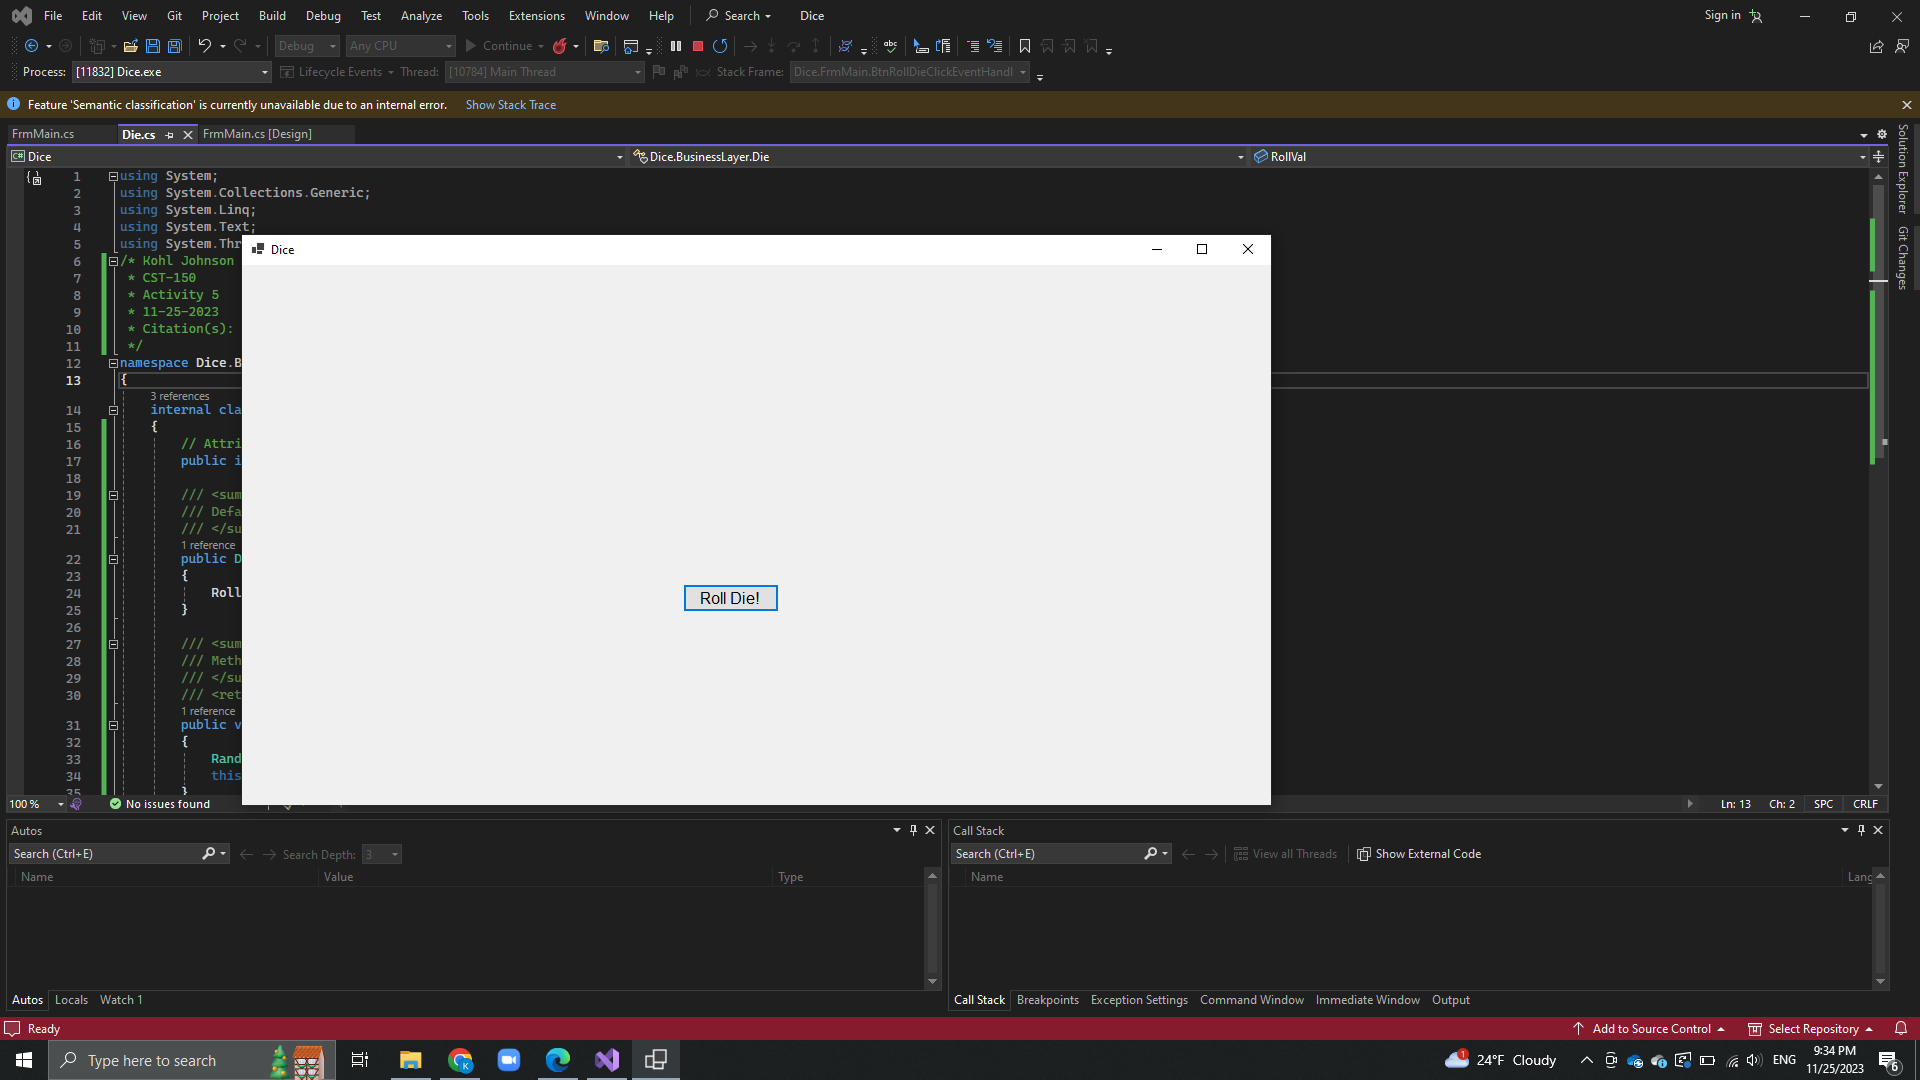 File Edit View Git Project Build Debug Test Analyze Tools Extensions Window Help Search Dice Sign in
Debug Any CPU Continue
Process: [11832] Dice.exe Lifecycle Events Thread: [10784] Main Thread Stack Frame: Dice.FrmMain.BtnRollDieClickEventHandl
Feature 'Semantic classification' is currently unavailable due to an internal error. Show Stack Trace
FrmMain.cs Die.cs FrmMain.cs [Design]
Dice Dice.BusinessLayer.Die RollVal
Solution Explorer
Git Changes
1 using System;
2 using System.Collections.Generic;
3 using System.Linq;
4 using System.Text;
5 using System.Thr
6 /* Kohl Johnson
7 * CST-150
8 * Activity 5
9 * 11-25-2023
10 * Citation(s):
11 */
12 namespace Dice.B
13 {
3 references
14 internal cla
15 {
16 // Attri
17 public i
18
19 /// <sum
20 /// Defa
21 /// </su
1 reference
22 public D
23 {
24 Roll
25 }
26
27 /// <sum
28 /// Meth
29 /// </su
30 /// <ret
1 reference
31 public v
32 {
33 Rand
34 this
35 }
Dice
Roll Die!
100 % No issues found Ln: 13 Ch: 2 SPC CRLF
Autos
Search (Ctrl+E) Search Depth: 3
Name Value Type
Autos Locals Watch 1
Call Stack
Search (Ctrl+E) View all Threads Show External Code
Name Lang
Call Stack Breakpoints Exception Settings Command Window Immediate Window Output
Ready Add to Source Control Select Repository
Type here to search
1 24°F Cloudy ENG 9:34 PM
11/25/2023 6